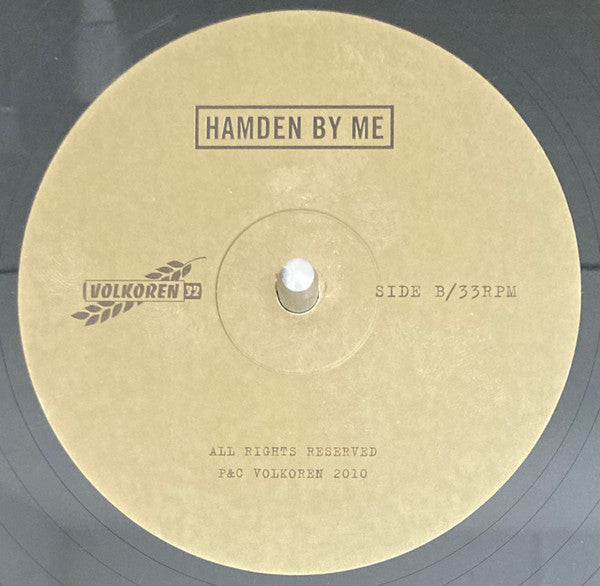 HAMDEN BY ME
VOLKOREN 32
SIDE B/33RPM
ALL RIGHTS RESERVED
P&C VOLKOREN 2010